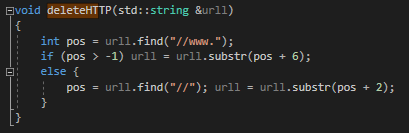 void deleteHTTP(std::string &urll)
{
int pos = urll.find("//www.");
if (pos > -1) urll = urll.substr(pos + 6);
else {
pos = urll.find("//"); urll = urll.substr(pos + 2);
}
}